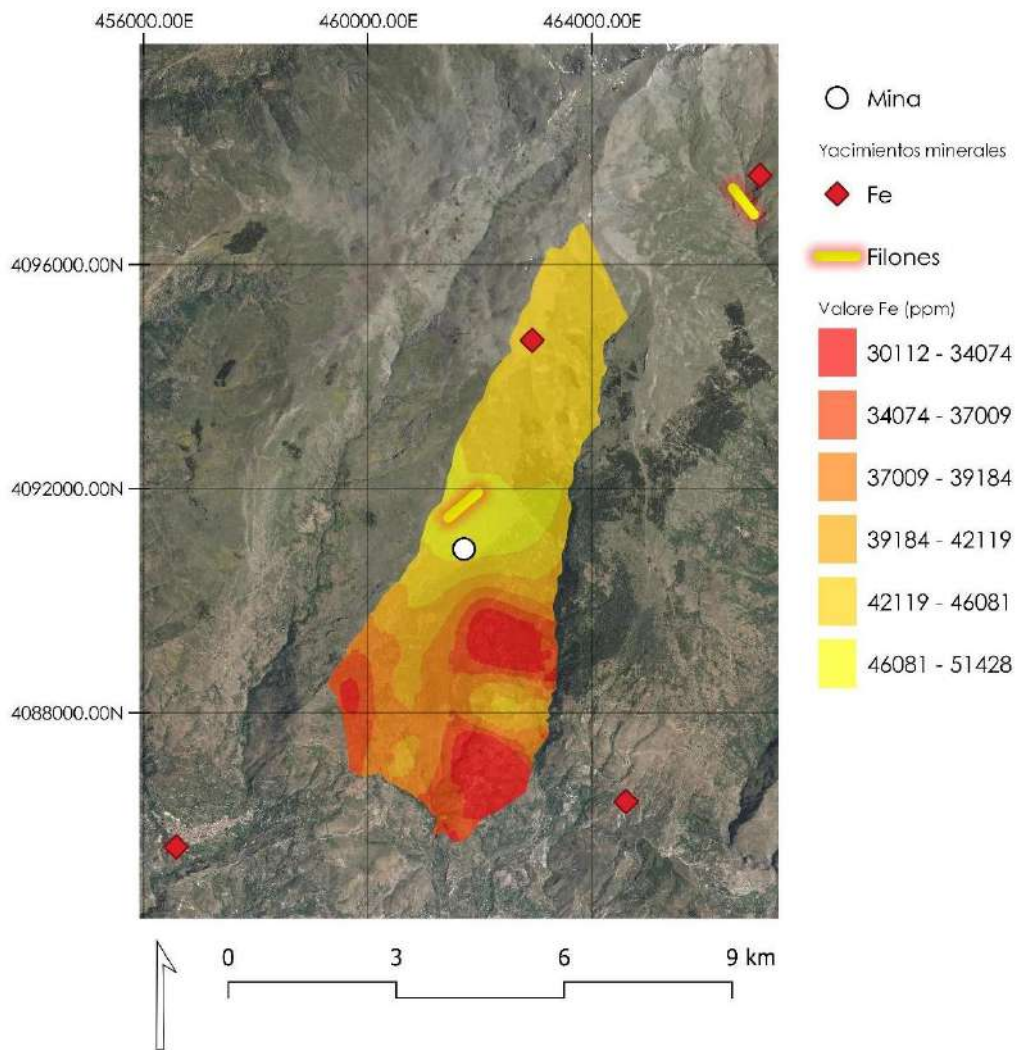 456000.00E 460000.00E 464000.00E
4096000.00N
4092000.00N
4088000.00N
Mina
Yacimientos minerales
Fe
Filones
Valore Fe (ppm)
30112 - 34074
34074 - 37009
37009 - 39184
39184 - 42119
42119 - 46081
46081 - 51428
0 3 6 9 km